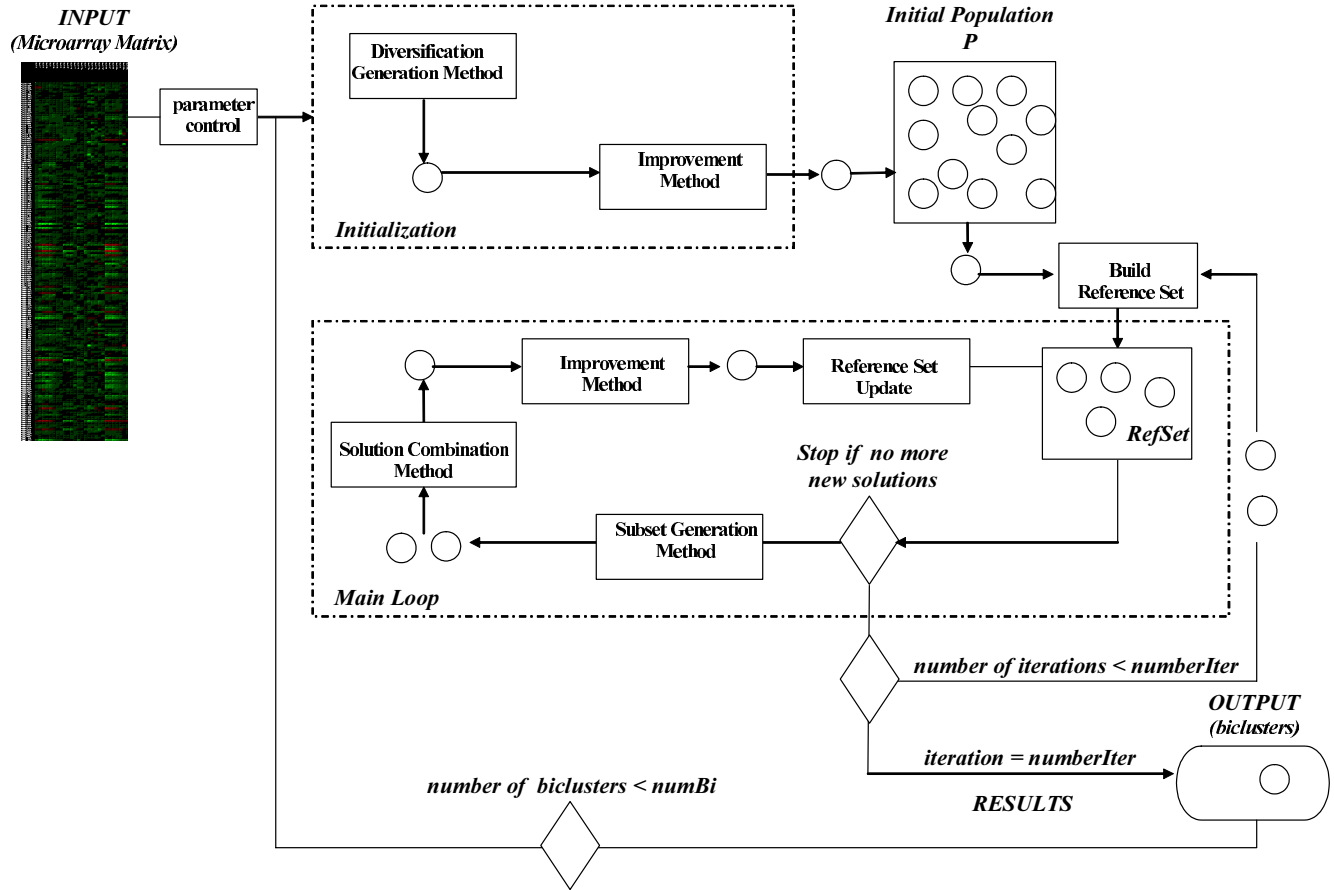 INPUT
(Microarray Matrix)
parameter
control
Diversification
Generation Method
Improvement
Method
Initialization
Initial Population
P
Build
Reference Set
Improvement
Method
Reference Set
Update
RefSet
Solution Combination
Method
Stop if no more
new solutions
Subset Generation
Method
Main Loop
number of iterations < numberIter
OUTPUT
(biclusters)
iteration = numberIter
RESULTS
number of biclusters < numBi